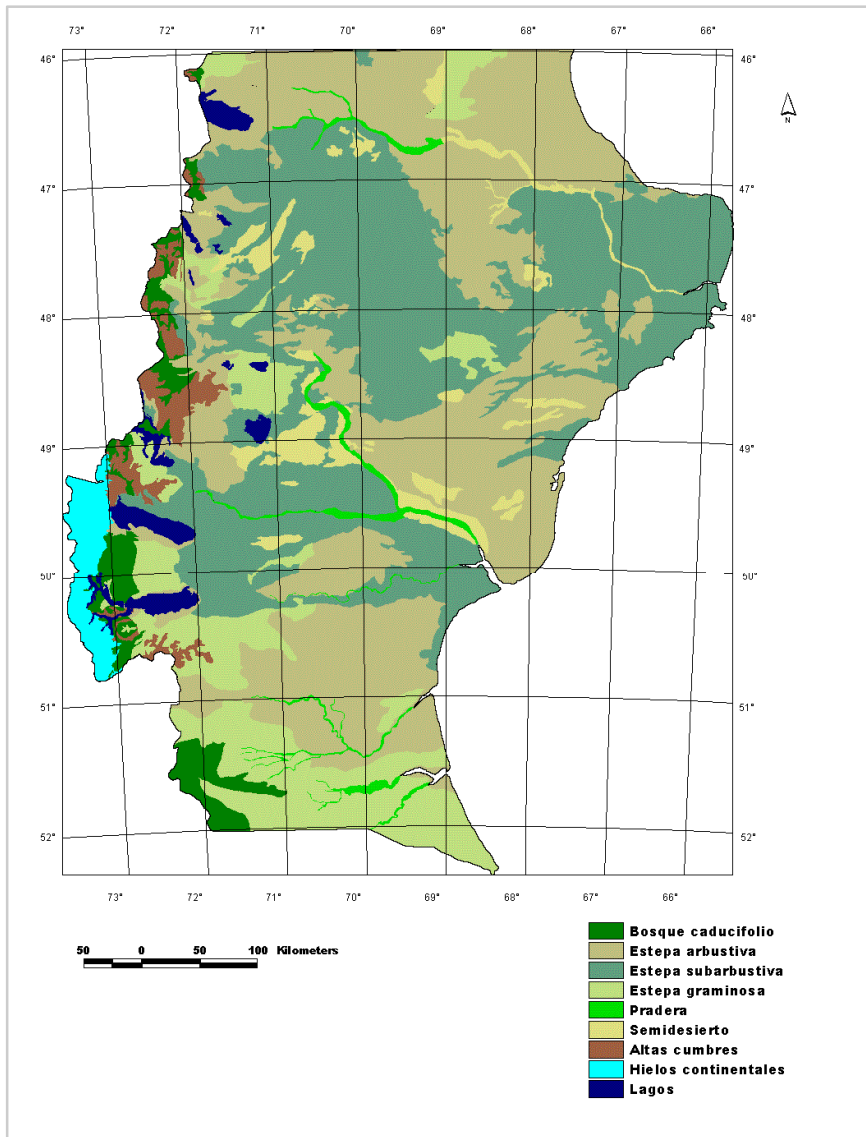 73° 72° 71° 70° 69° 68° 67° 66°
46° 46°
N
47° 47°
48° 48°
49° 49°
50° 50°
51° 51°
52° 52°
73° 72° 71° 70° 69° 68° 67° 66°
50 0 50 100 Kilometers
Bosque caducifolio
Estepa arbustiva
Estepa subarbustiva
Estepa graminosa
Pradera
Semidesierto
Altas cumbres
Hielos continentales
Lagos